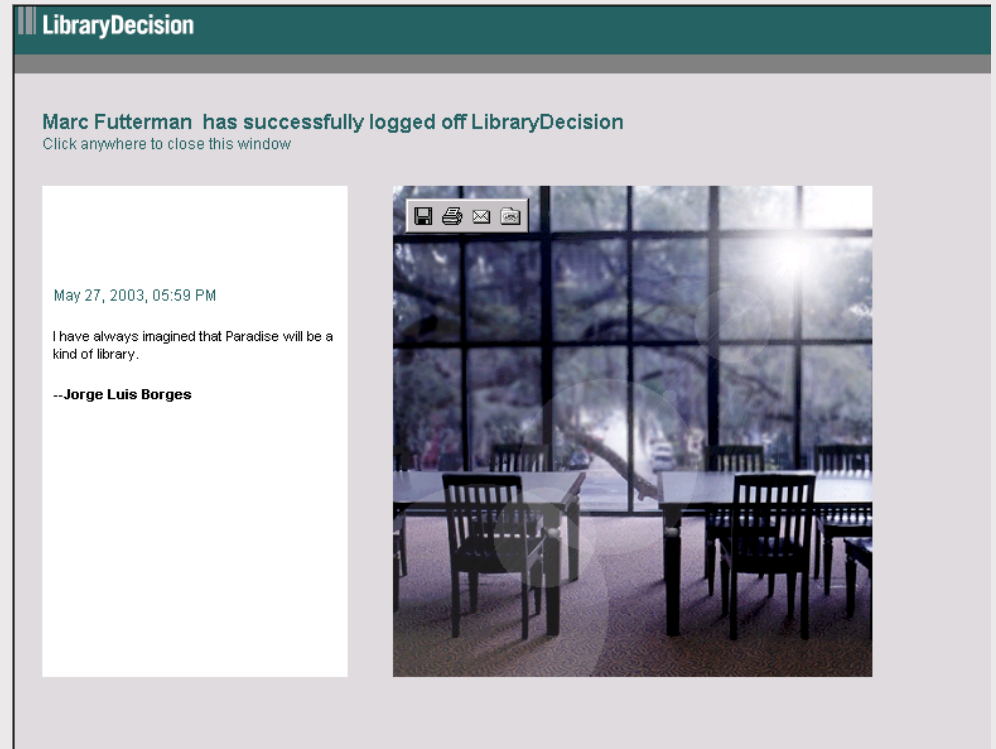 LibraryDecision
Marc Futterman has successfully logged off LibraryDecision
Click anywhere to close this window
May 27, 2003, 05:59 PM
I have always imagined that Paradise will be a
kind of library.
--Jorge Luis Borges